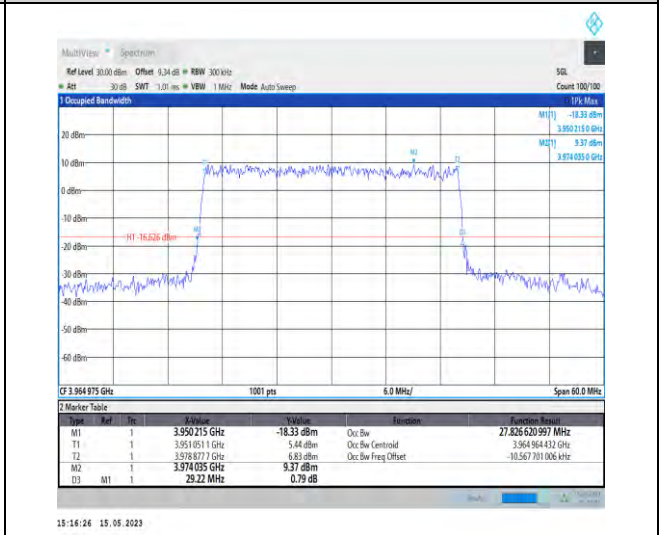 MultiView Spectrum
Ref Level 30.00 dBm Offset 9.34 dB RBW 300 kHz SGL
Att 30 dB SWT 1.01 ms VBW 1 MHz Mode Auto Sweep Count 100/100
1 Occupied Bandwidth 1Pk Max
M1[1] -18.33 dBm
3.950 215 0 GHz
M2[1] 9.37 dBm
3.974 035 0 GHz
20 dBm
M2
10 dBm
0 dBm
-10 dBm
H1 -16.626 dBm
-20 dBm
-30 dBm
-40 dBm
-50 dBm
-60 dBm
CF 3.964 975 GHz 1001 pts 6.0 MHz/ Span 60.0 MHz
2 Marker Table
Type Ref Trc X-Value Y-Value Function Function Result
M1 1 3.950 215 GHz -18.33 dBm Occ Bw 27.826 620 997 MHz
T1 1 3.951 051 1 GHz 5.44 dBm Occ Bw Centroid 3.964 964 432 GHz
T2 1 3.978 877 7 GHz 6.83 dBm Occ Bw Freq Offset -10.567 701 006 kHz
M2 1 3.974 035 GHz 9.37 dBm
D3 M1 1 29.22 MHz 0.79 dB
15:16:26 15.05.2023